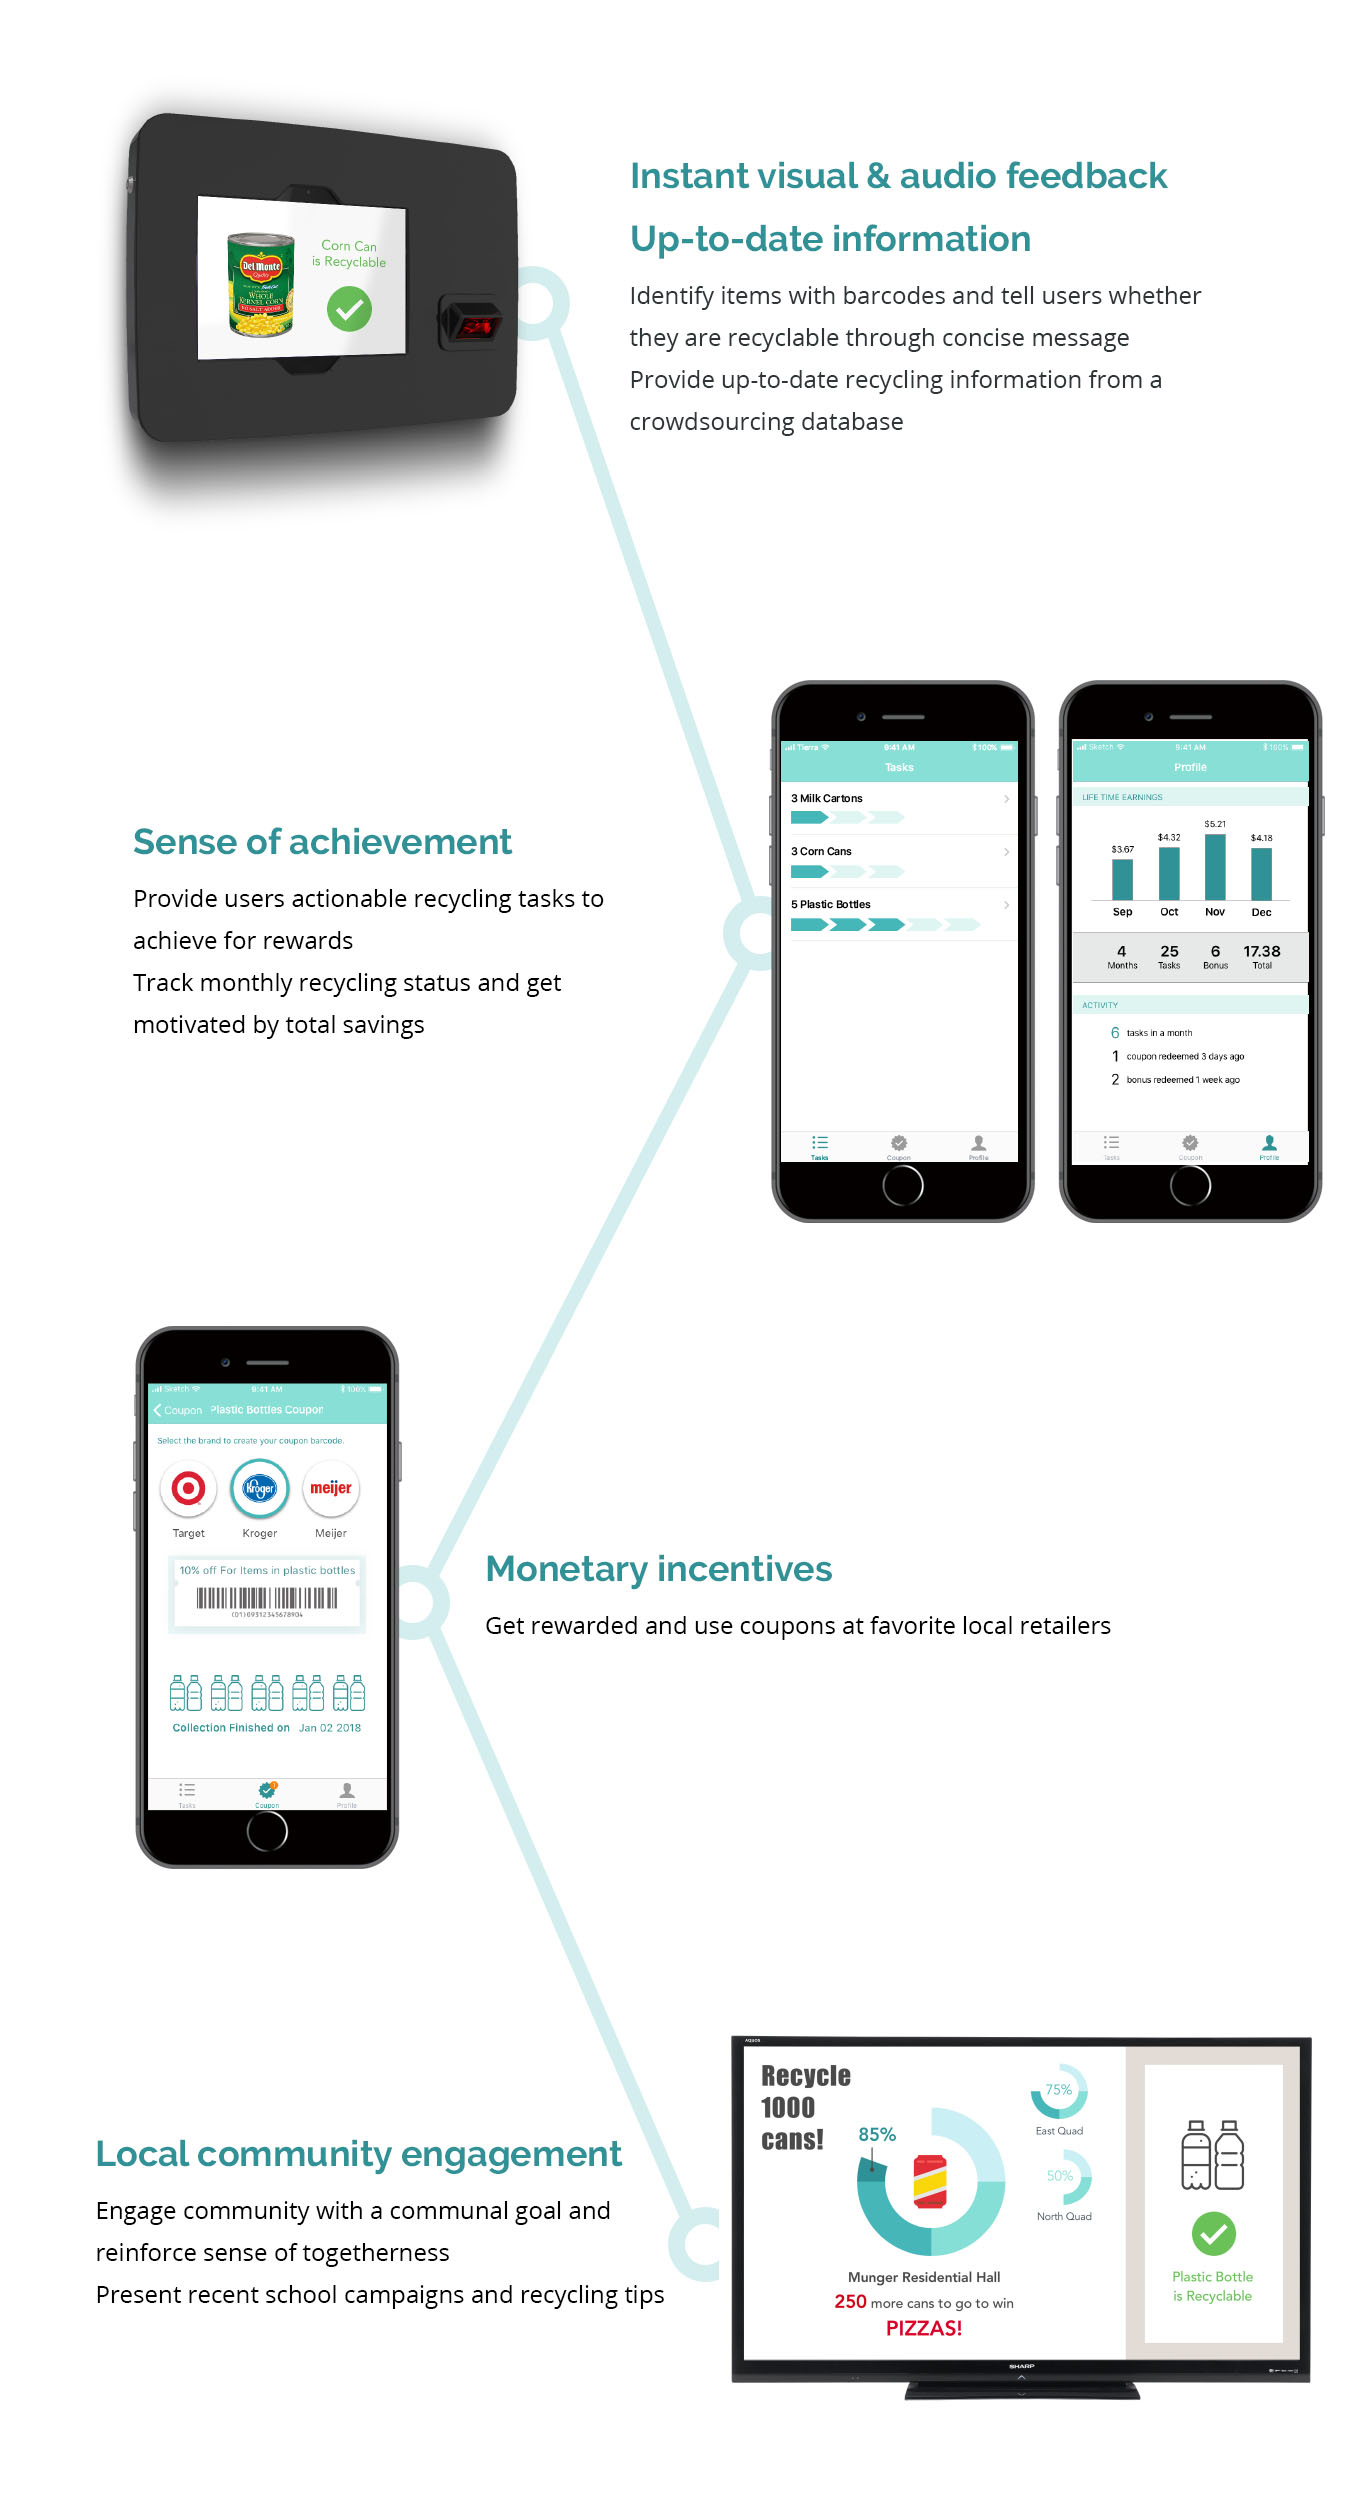 Instant visual & audio feedback
Up-to-date information
Identify items with barcodes and tell users whether
they are recyclable through concise message
Provide up-to-date recycling information from a
crowdsourcing database
Del Monte
Quality
WHOLE
KERNEL CORN
Corn Can
is Recyclable
Sense of achievement
Provide users actionable recycling tasks to
achieve for rewards
Track monthly recycling status and get
motivated by total savings
Tierra 9:41 AM 100%
Tasks
3 Milk Cartons
3 Corn Cans
5 Plastic Bottles
Tasks Coupon Profile
Sketch 9:41 AM 100%
Profile
LIFE TIME EARNINGS
$3.67 $4.32 $5.21 $4.18
Sep Oct Nov Dec
4 25 6 17.38
Months Tasks Bonus Total
ACTIVITY
6 tasks in a month
1 coupon redeemed 3 days ago
2 bonus redeemed 1 week ago
Tasks Coupon Profile
Sketch 9:41 AM 100%
Coupon Plastic Bottles Coupon
Select the brand to create your coupon barcode.
Kroger meijer
Target Kroger Meijer
10% off For Items in plastic bottles
(01)09312345678904
Collection Finished on Jan 02 2018
Tasks Coupon Profile
Monetary incentives
Get rewarded and use coupons at favorite local retailers
Local community engagement
Engage community with a communal goal and
reinforce sense of togetherness
Present recent school campaigns and recycling tips
AQUOS
Recycle
1000
cans!
85%
75%
East Quad
50%
North Quad
Munger Residential Hall
250 more cans to go to win
PIZZAS!
Plastic Bottle
is Recyclable
SHARP